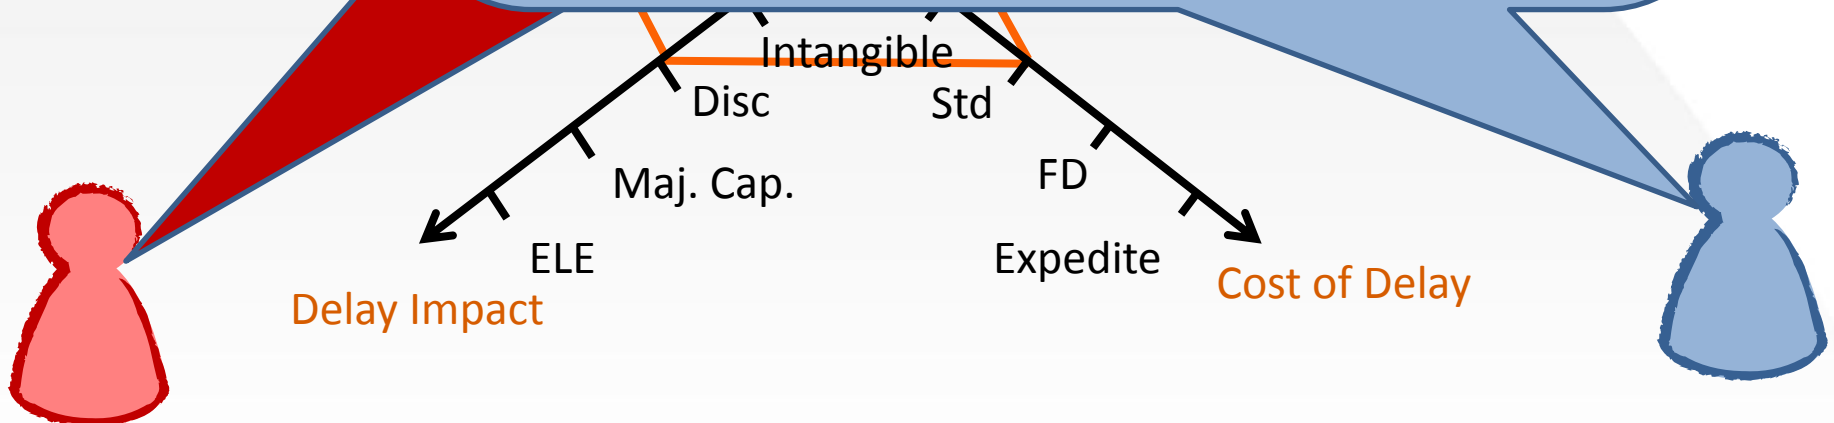 Intangible
Disc
Std
Maj. Cap.
FD
ELE
Expedite
Delay Impact
Cost of Delay